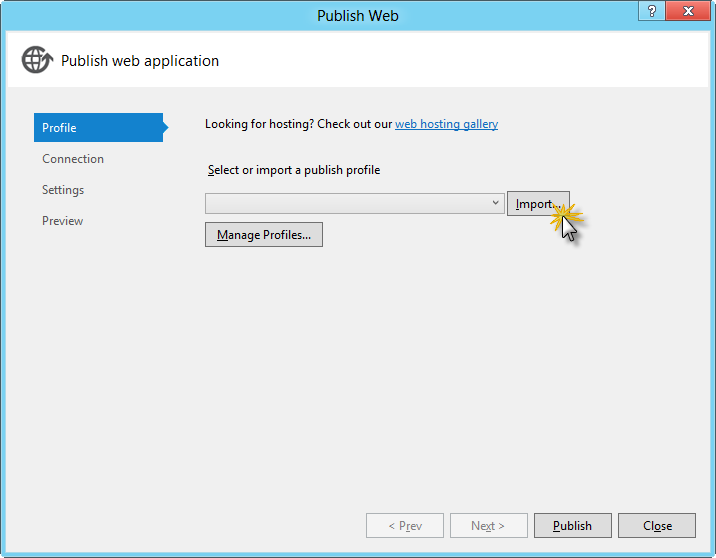 Publish Web
?
Publish web application
Profile
Looking for hosting? Check out our web hosting gallery
Connection
Select or import a publish profile
Settings
Import...
Preview
Manage Profiles...
< Prev
Next >
Publish
Close